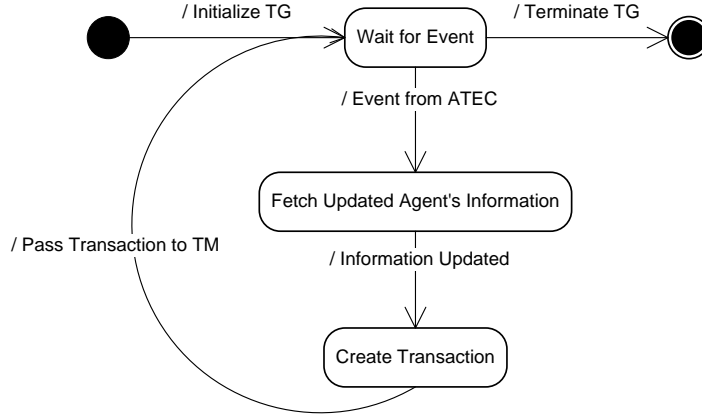 / Initialize TG
/ Terminate TG
Wait for Event
/ Event from ATEC
Fetch Updated Agent's Information
/ Pass Transaction to TM
/ Information Updated
Create Transaction